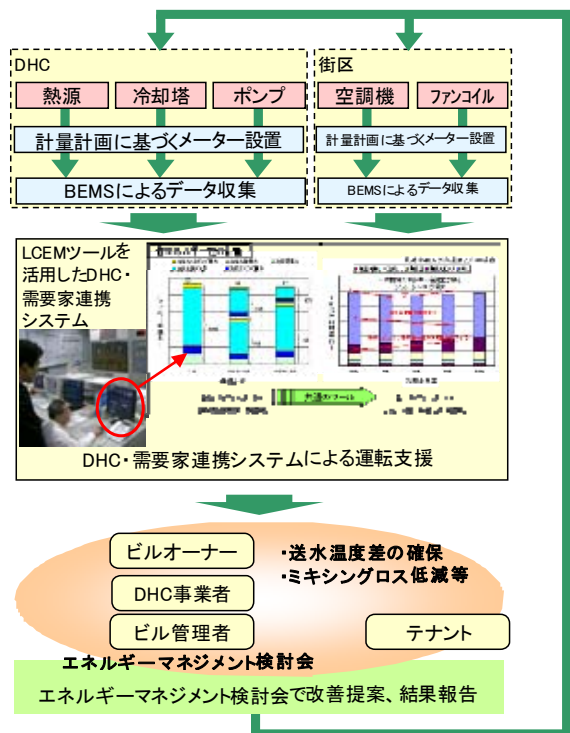 DHC
熱源
冷却塔
ポンプ
計量計画に基づくメーター設置
BEMSによるデータ収集
街区
空調機
ファンコイル
計量計画に基づくメーター設置
BEMSによるデータ収集
LCEMツールを
活用したDHC・
需要家連携
システム
共通のツール
DHC・需要家連携システムによる運転支援
ビルオーナー
DHC事業者
ビル管理者
テナント
・送水温度差の確保
・ミキシングロス低減等
エネルギーマネジメント検討会
エネルギーマネジメント検討会で改善提案、結果報告